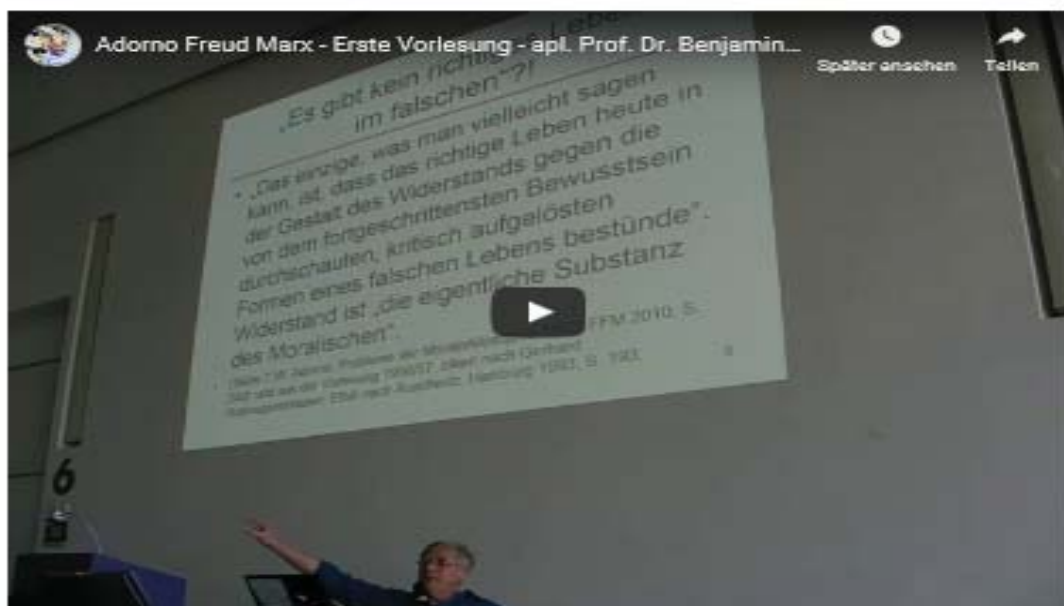 Adorno Freud Marx - Erste Vorlesung - apl. Prof. Dr. Benjamin...
Später ansehen
Teilen
„Es gibt kein richtiges Leben
im falschen“?!
• „Das einzige, was man vielleicht sagen
kann, ist, dass das richtige Leben heute in
der Gestalt des Widerstands gegen die
von dem fortgeschrittensten Bewusstsein
durchschauten, kritisch aufgelösten
Formen eines falschen Lebens bestünde“.
Widerstand ist „die eigentliche Substanz
des Moralischen“.
FFM 2010, S.
Hamburg 1993, S. 193.
6